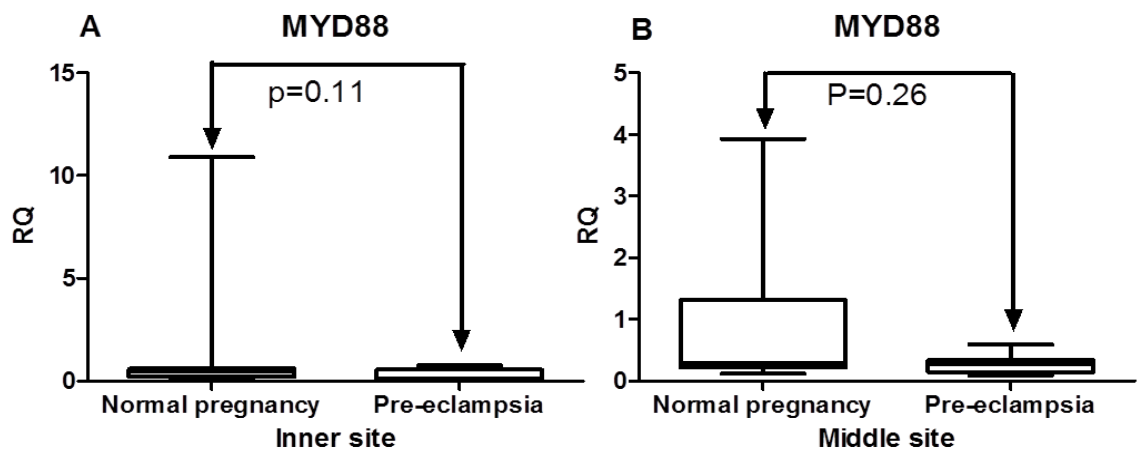 A
MYD88
15
10
5
0
RQ
p=0.11
Normal pregnancy
Pre-eclampsia
Inner site
B
MYD88
5
4
3
2
1
0
RQ
P=0.26
Normal pregnancy
Pre-eclampsia
Middle site